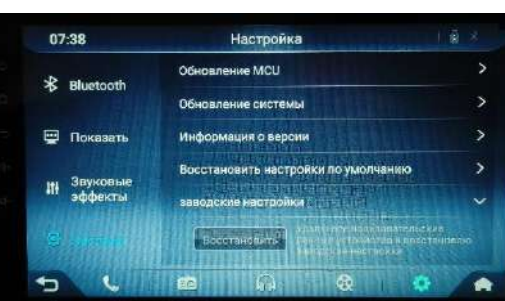 07:38
Настройка
Bluetooth
Показать
Звуковые
эффекты
Обновление MCU
Обновление системы
Информация о версии
Восстановить настройки по умолчанию
заводские настройки
Восстановить